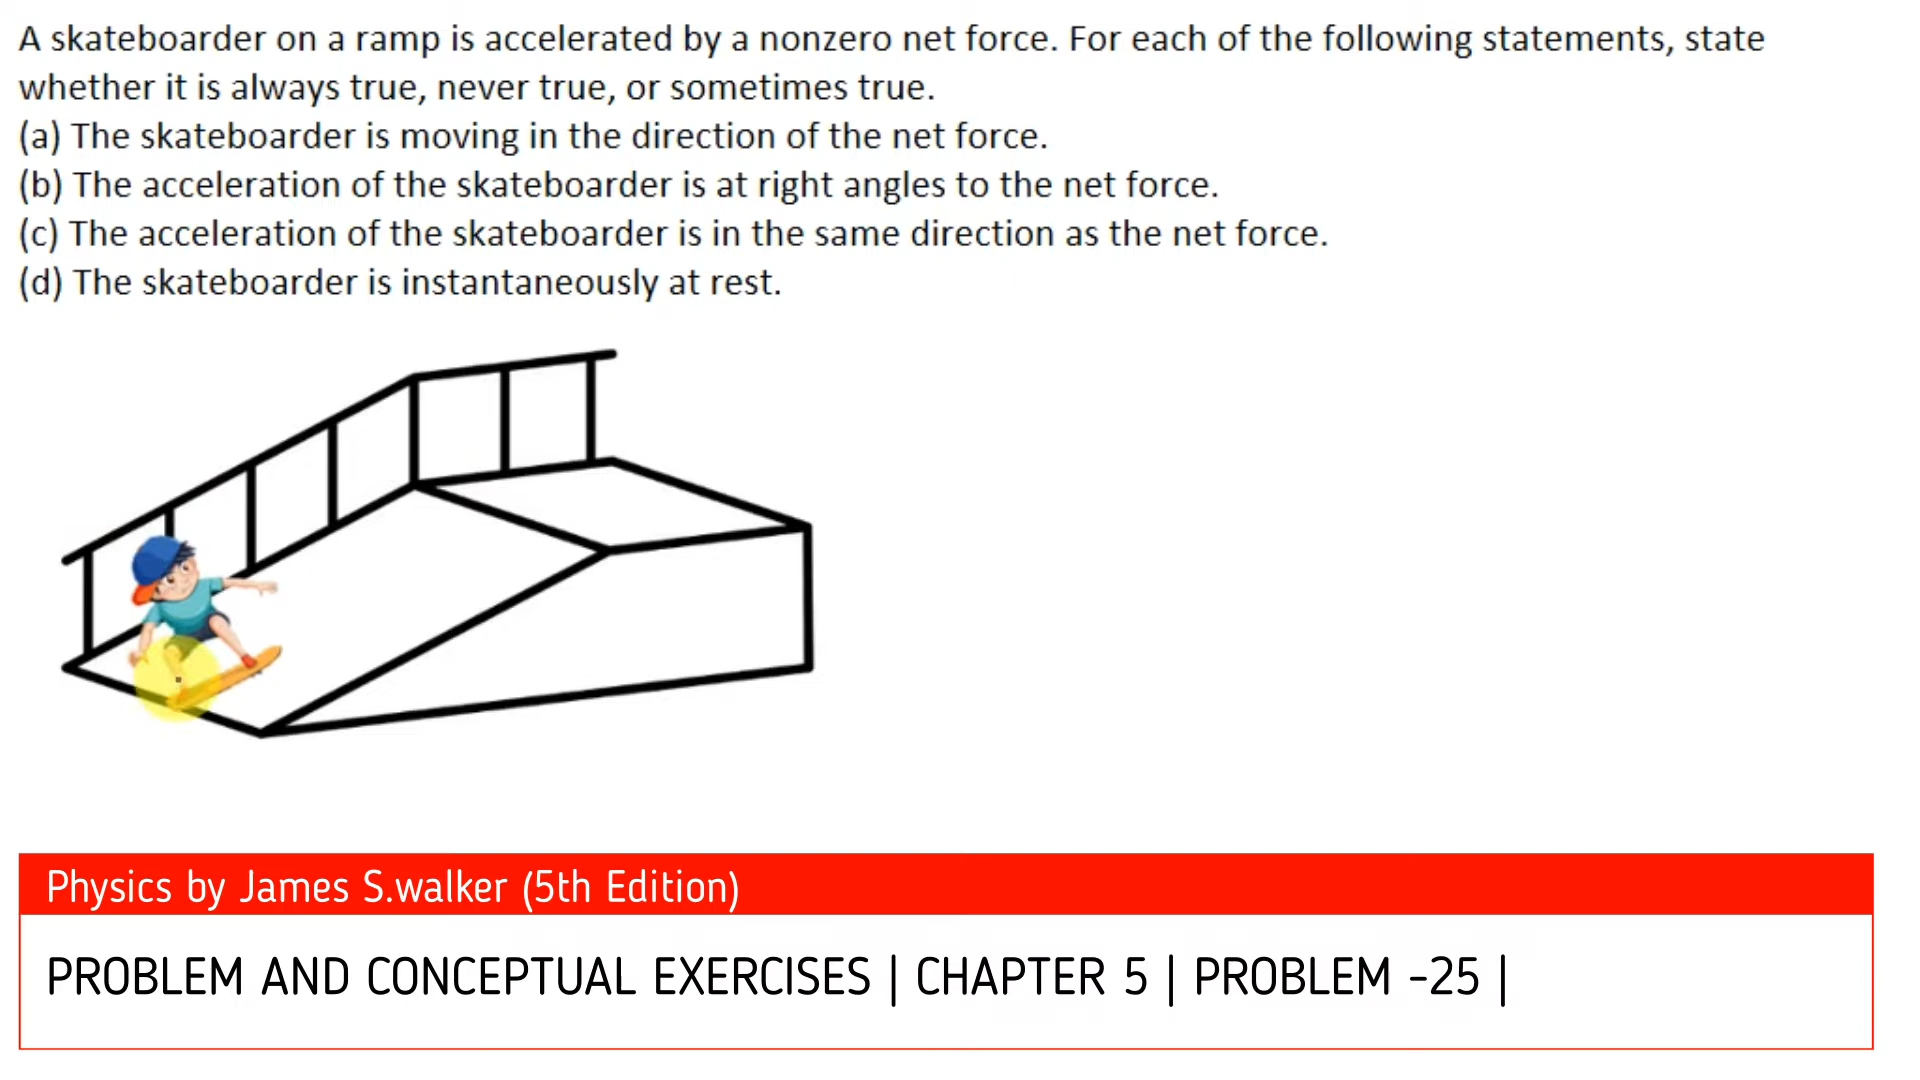 A skateboarder on a ramp is accelerated by a nonzero net force. For each of the following statements, state
whether it is always true, never true, or sometimes true.
(a) The skateboarder is moving in the direction of the net force.
(b) The acceleration of the skateboarder is at right angles to the net force.
(c) The acceleration of the skateboarder is in the same direction as the net force.
(d) The skateboarder is instantaneously at rest.
Physics by James S.walker (5th Edition)
PROBLEM AND CONCEPTUAL EXERCISES | CHAPTER 5 | PROBLEM -25 |